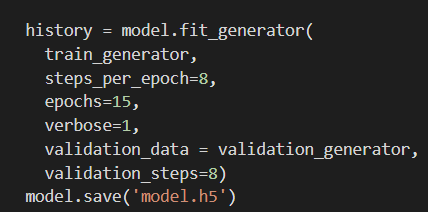 history = model.fit_generator(
  train_generator,
  steps_per_epoch=8,
  epochs=15,
  verbose=1,
  validation_data = validation_generator,
  validation_steps=8)
model.save('model.h5')